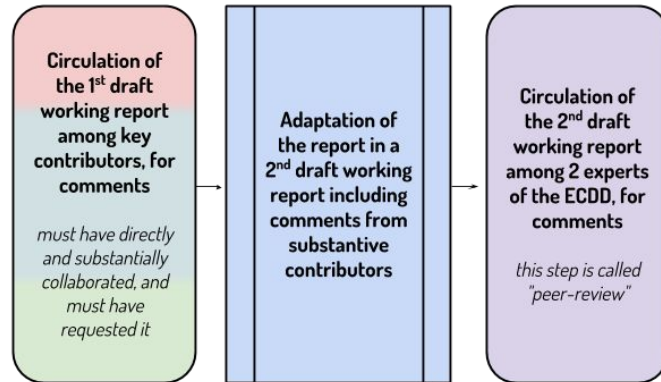 Circulation of
the 1st draft
working report
among key
contributors, for
comments
must have directly
and substantially
collaborated, and
must have
requested it
Adaptation of
the report in a
2nd draft working
report including
comments from
substantive
contributors
Circulation of
the 2nd draft
working report
among 2 experts
of the ECDD, for
comments
this step is called
"peer-review"